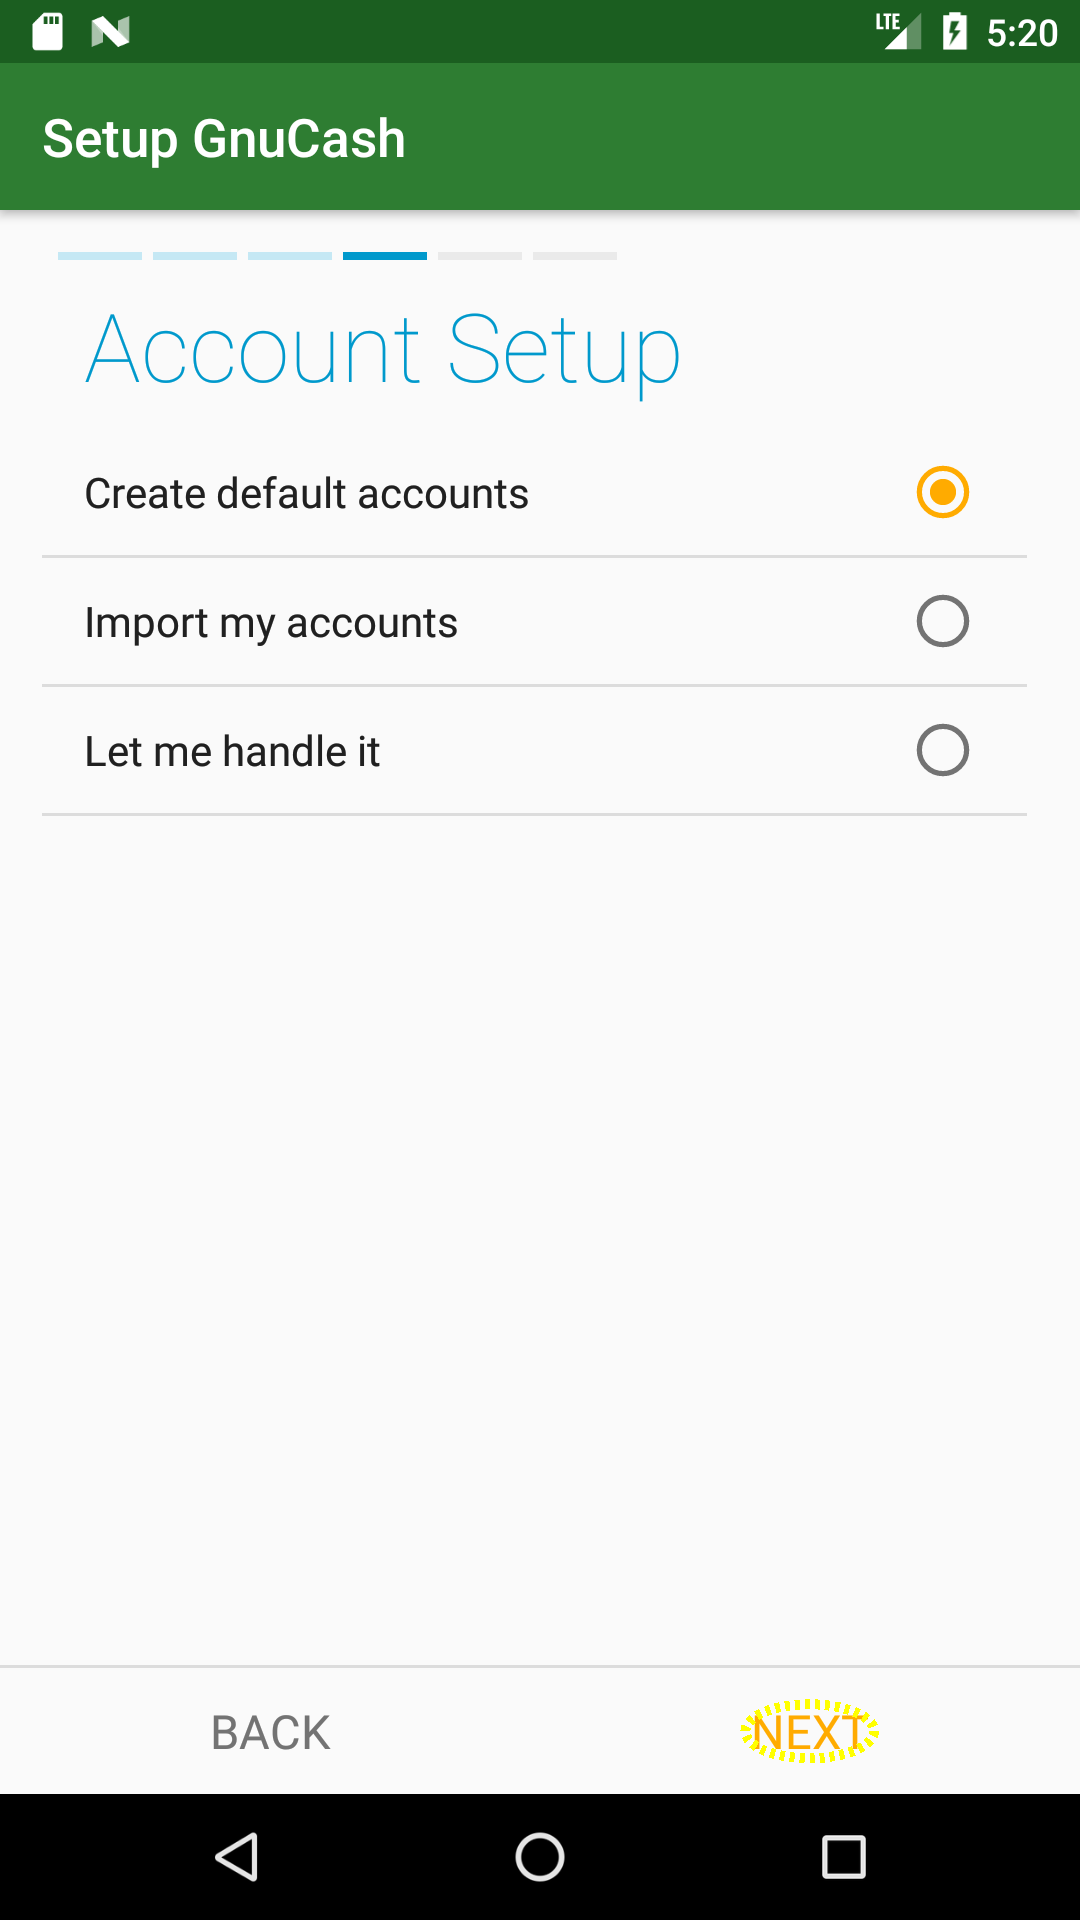 LTE 5:20
Setup GnuCash
Account Setup
Create default accounts
Import my accounts
Let me handle it
BACK NEXT